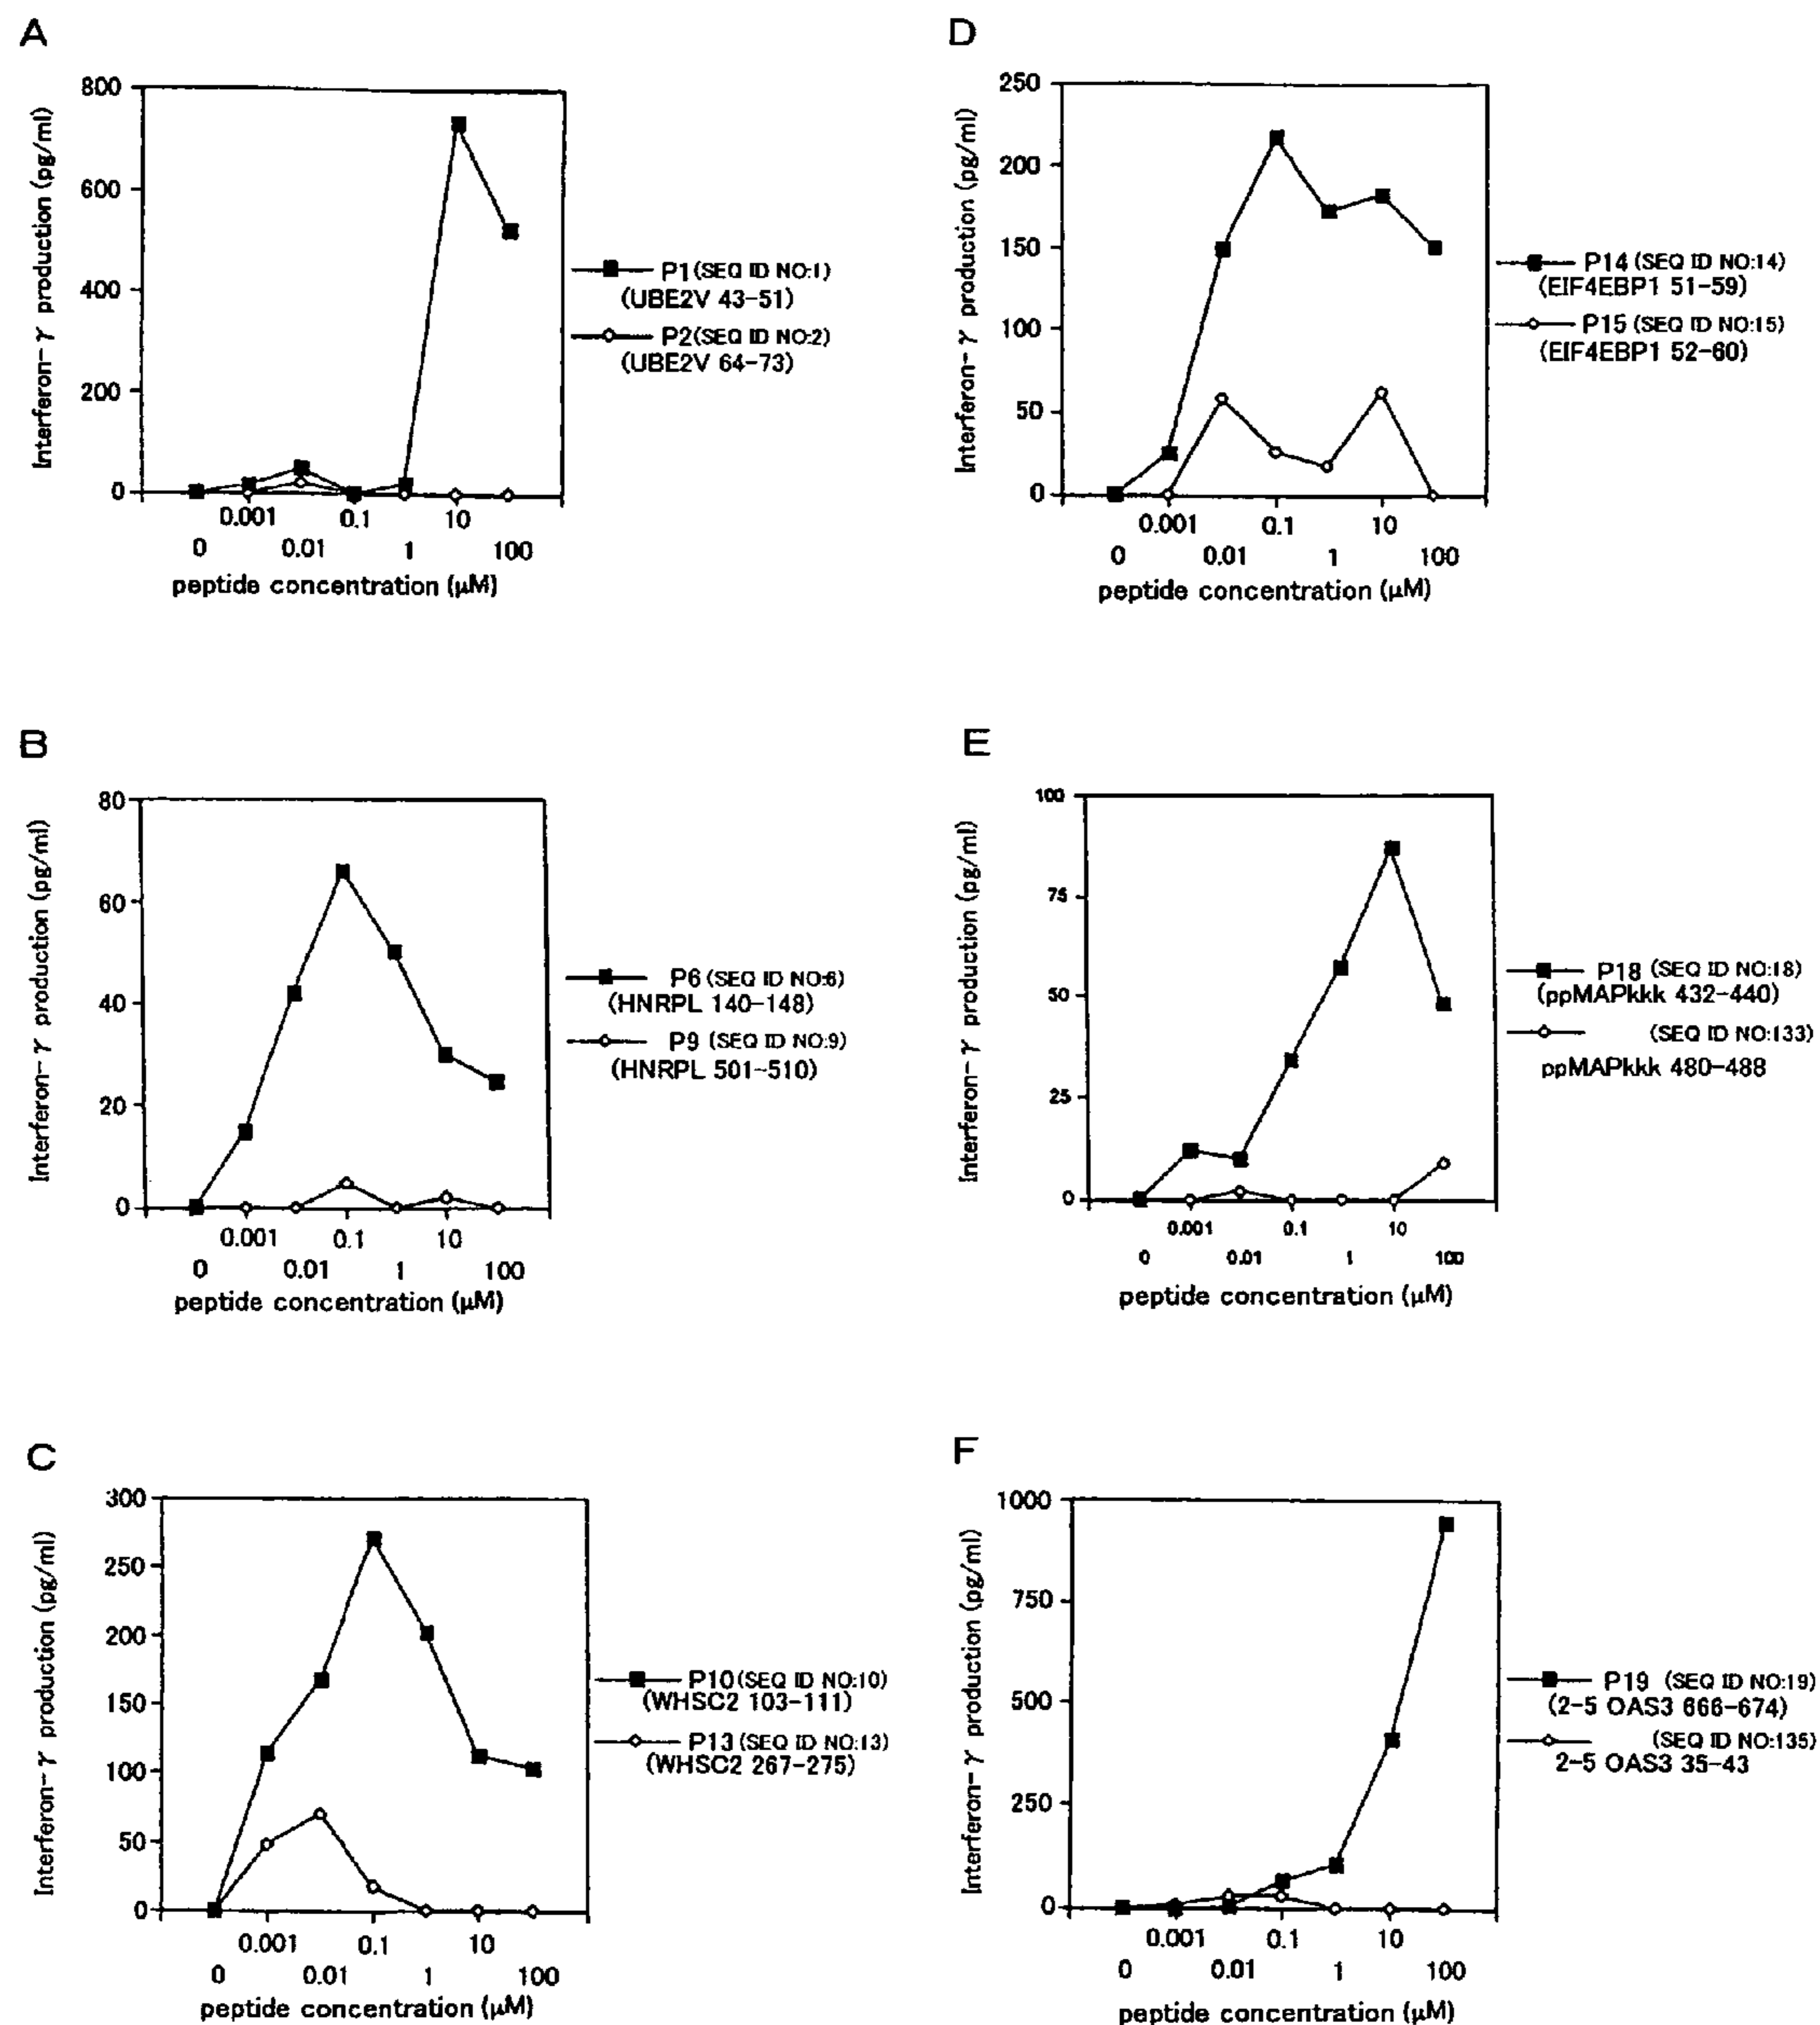 A
Interferon-γ production (pg/ml)
800
600
400
200
0
0.001 0.1 10
0 0.01 1 100
peptide concentration (μM)
P1(SEQ ID NO:1)
(UBE2V 43-51)
P2(SEQ ID NO:2)
(UBE2V 64-73)
D
Interferon-γ production (pg/ml)
250
200
150
100
50
0
0.001 0.1 10
0 0.01 1 100
peptide concentration (μM)
P14 (SEQ ID NO:14)
(EIF4EBP1 51-59)
P15 (SEQ ID NO:15)
(EIF4EBP1 52-60)
B
Interferon-γ production (pg/ml)
80
60
40
20
0
0.001 0.1 10
0 0.01 1 100
peptide concentration (μM)
P6 (SEQ ID NO:6)
(HNRPL 140-148)
P9 (SEQ ID NO:9)
(HNRPL 501-510)
E
Interferon-γ production (pg/ml)
100
75
50
25
0
0.001 0.1 10
0 0.01 1 100
peptide concentration (μM)
P18 (SEQ ID NO:18)
(ppMAPkkk 432-440)
(SEQ ID NO:133)
ppMAPkkk 480-488
C
Interferon-γ production (pg/ml)
300
250
200
150
100
50
0
0.001 0.1 10
0 0.01 1 100
peptide concentration (μM)
P10(SEQ ID NO:10)
(WHSC2 103-111)
P13 (SEQ ID NO:13)
(WHSC2 267-275)
F
Interferon-γ production (pg/ml)
1000
750
500
250
0
0.001 0.1 10
0 0.01 1 100
peptide concentration (μM)
P19 (SEQ ID NO:19)
(2-5 OAS3 666-674)
(SEQ ID NO:135)
2-5 OAS3 35-43